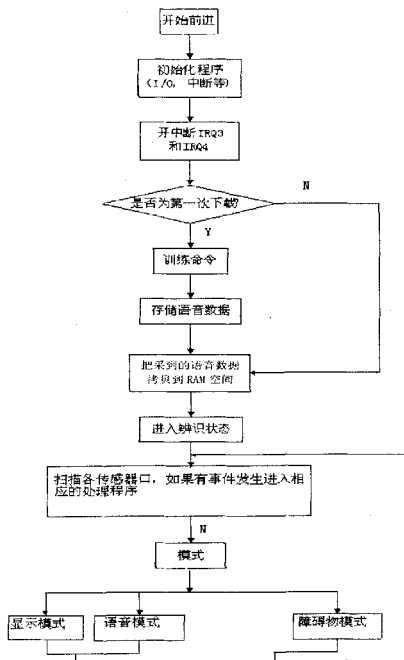 开始前进
初始化程序
(I/O, 中断等)
开中断IRQ3
和IRQ4
N
是否为第一次下载?
Y
训练命令
存储语音数据
把采到的语音数据
拷贝到RAM空间
进入辨识状态
扫描各传感器口，如果有事件发生进入相
应的处理程序
N
模式
显示模式
语音模式
障碍物模式